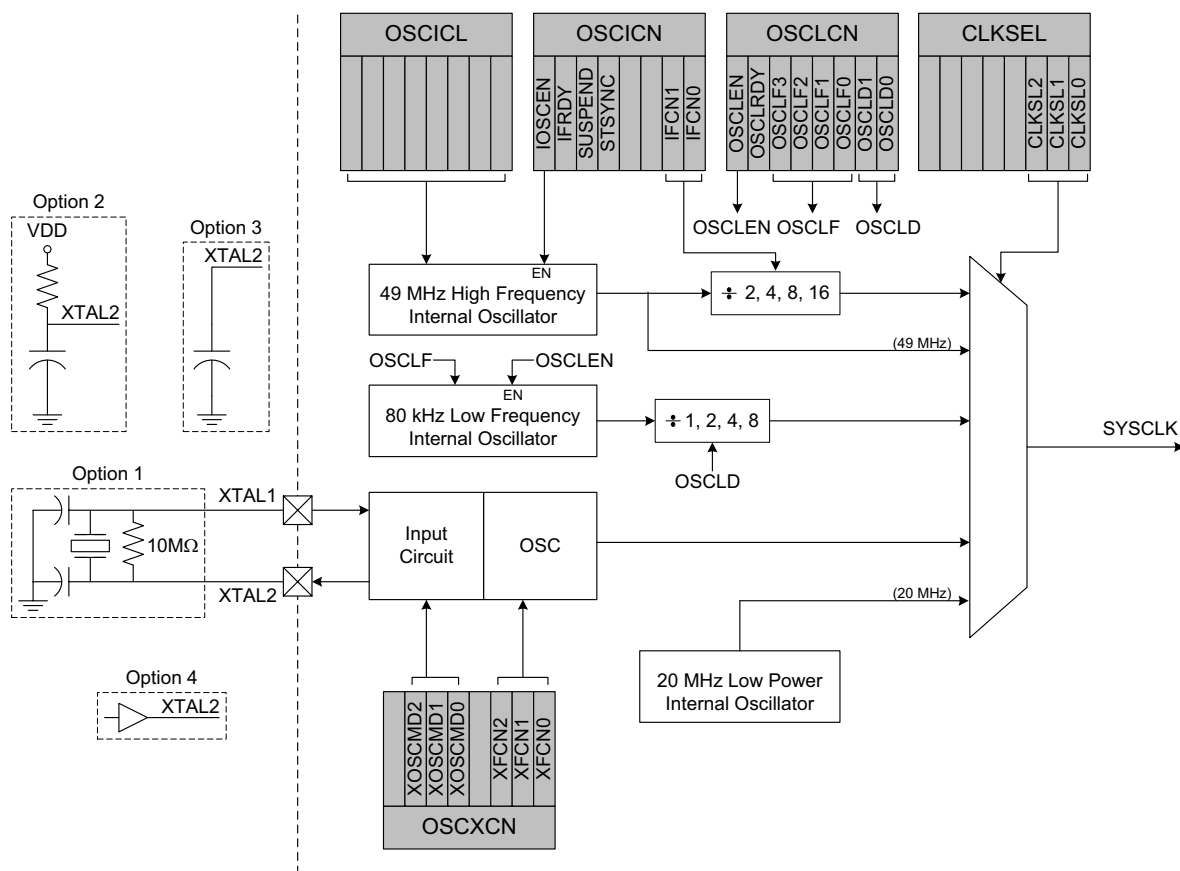 OSCICL
OSCICN
OSCLCN
CLKSEL
IOSCEN
IFRDY
SUSPEND
STSYNC
IFCN1
IFCN0
OSCLEN
OSCLRDY
OSCLF3
OSCLF2
OSCLF1
OSCLF0
OSCLD1
OSCLD0
CLKSL2
CLKSL1
CLKSL0
OSCLEN OSCLF OSCLD
Option 2
VDD
XTAL2
Option 3
XTAL2
EN
49 MHz High Frequency
Internal Oscillator
÷ 2, 4, 8, 16
(49 MHz)
OSCLF
OSCLEN
EN
80 kHz Low Frequency
Internal Oscillator
÷ 1, 2, 4, 8
OSCLD
SYSCLK
Option 1
XTAL1
10MΩ
XTAL2
Input
Circuit
OSC
(20 MHz)
20 MHz Low Power
Internal Oscillator
Option 4
XTAL2
XOSCMD2
XOSCMD1
XOSCMD0
XFCN2
XFCN1
XFCN0
OSCXCN